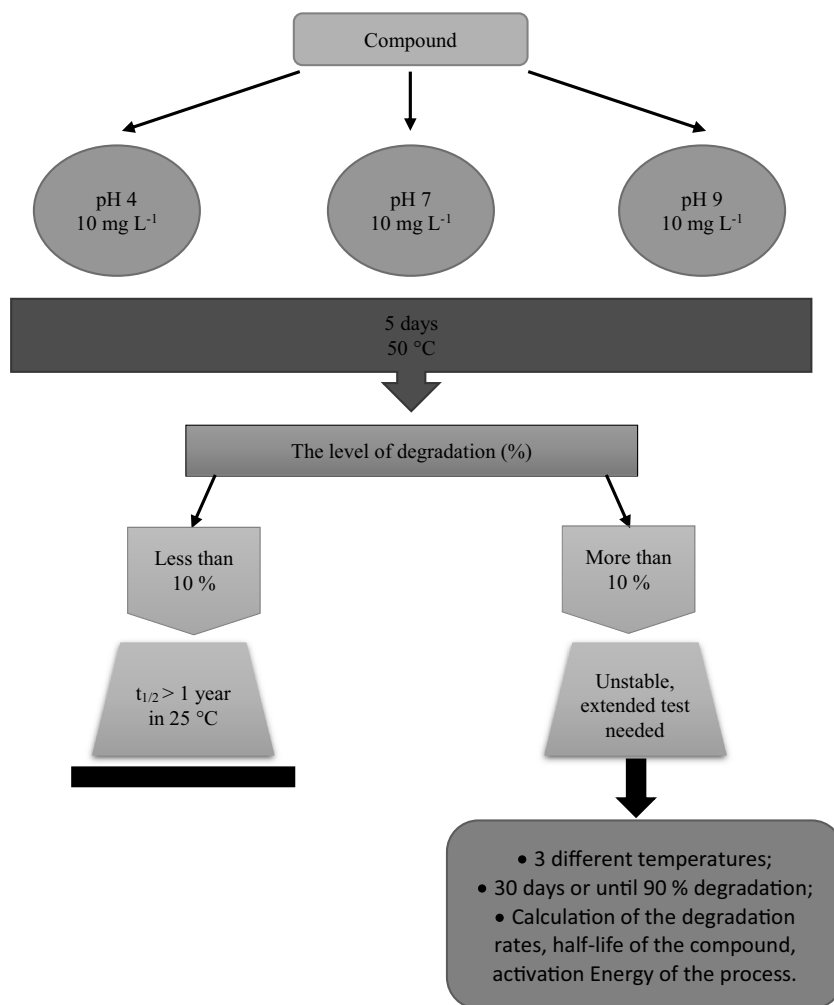 Compound
pH 4
10 mg L⁻¹
pH 7
10 mg L⁻¹
pH 9
10 mg L⁻¹
5 days
50 °C
The level of degradation (%)
Less than
10 %
More than
10 %
t₁/₂ > 1 year
in 25 °C
Unstable,
extended test
needed
• 3 different temperatures;
• 30 days or until 90 % degradation;
• Calculation of the degradation
rates, half-life of the compound,
activation Energy of the process.